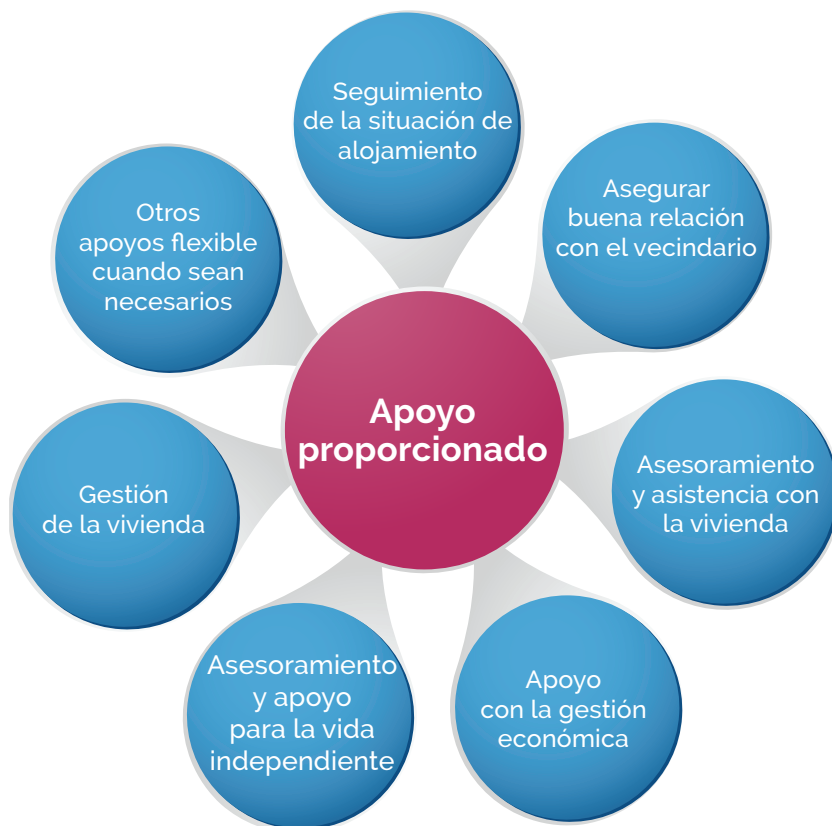 Seguimiento
de la situación de
alojamiento
Asegurar
buena relación
con el vecindario
Asesoramiento
y asistencia con
la vivienda
Apoyo
con la gestión
económica
Asesoramiento
y apoyo
para la vida
independiente
Gestión
de la vivienda
Otros
apoyos flexible
cuando sean
necesarios
Apoyo
proporcionado